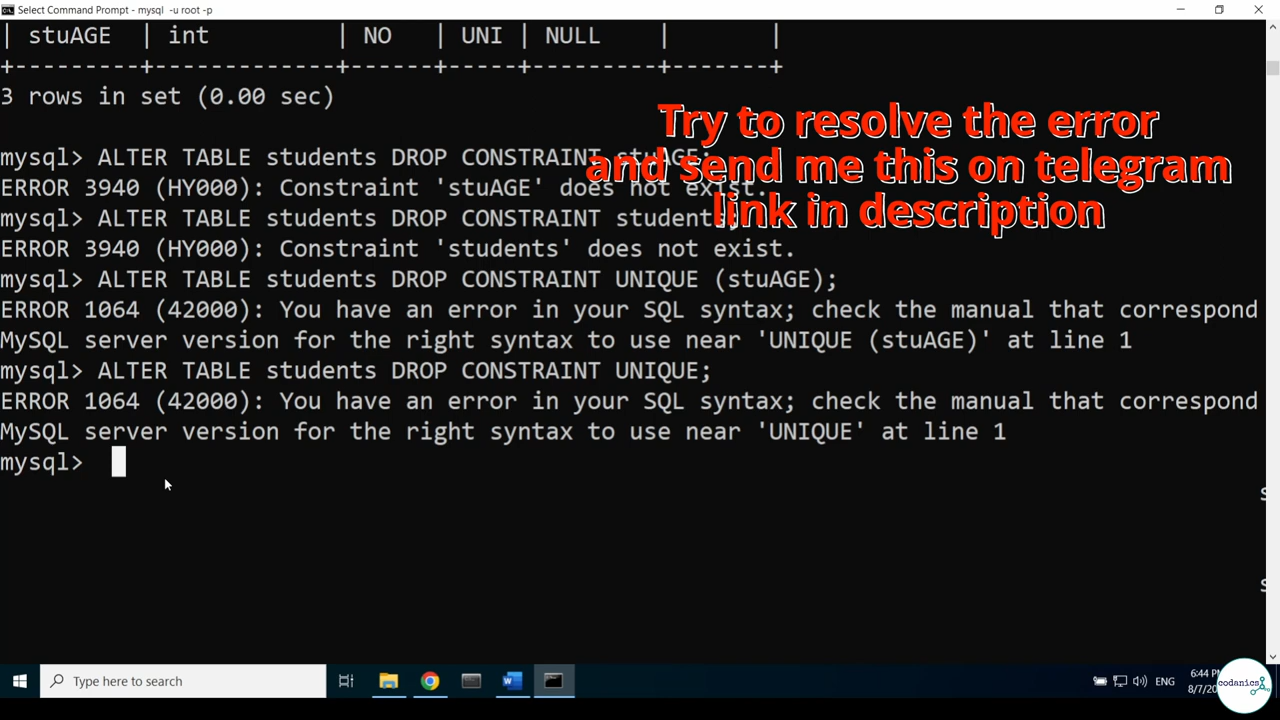 Select Command Prompt - mysql -u root -p
| stuAGE | int | NO | UNI | NULL | |
+---------+-------------+------+-----+---------+-------+
3 rows in set (0.00 sec)
Try to resolve the error
and send me this on telegram
link in description
mysql> ALTER TABLE students DROP CONSTRAINT stuAGE;
ERROR 3940 (HY000): Constraint 'stuAGE' does not exist.
mysql> ALTER TABLE students DROP CONSTRAINT students;
ERROR 3940 (HY000): Constraint 'students' does not exist.
mysql> ALTER TABLE students DROP CONSTRAINT UNIQUE (stuAGE);
ERROR 1064 (42000): You have an error in your SQL syntax; check the manual that correspond
MySQL server version for the right syntax to use near 'UNIQUE (stuAGE)' at line 1
mysql> ALTER TABLE students DROP CONSTRAINT UNIQUE;
ERROR 1064 (42000): You have an error in your SQL syntax; check the manual that correspond
MySQL server version for the right syntax to use near 'UNIQUE' at line 1
mysql>
Type here to search
ENG
6:44 P
8/7/20
codanics